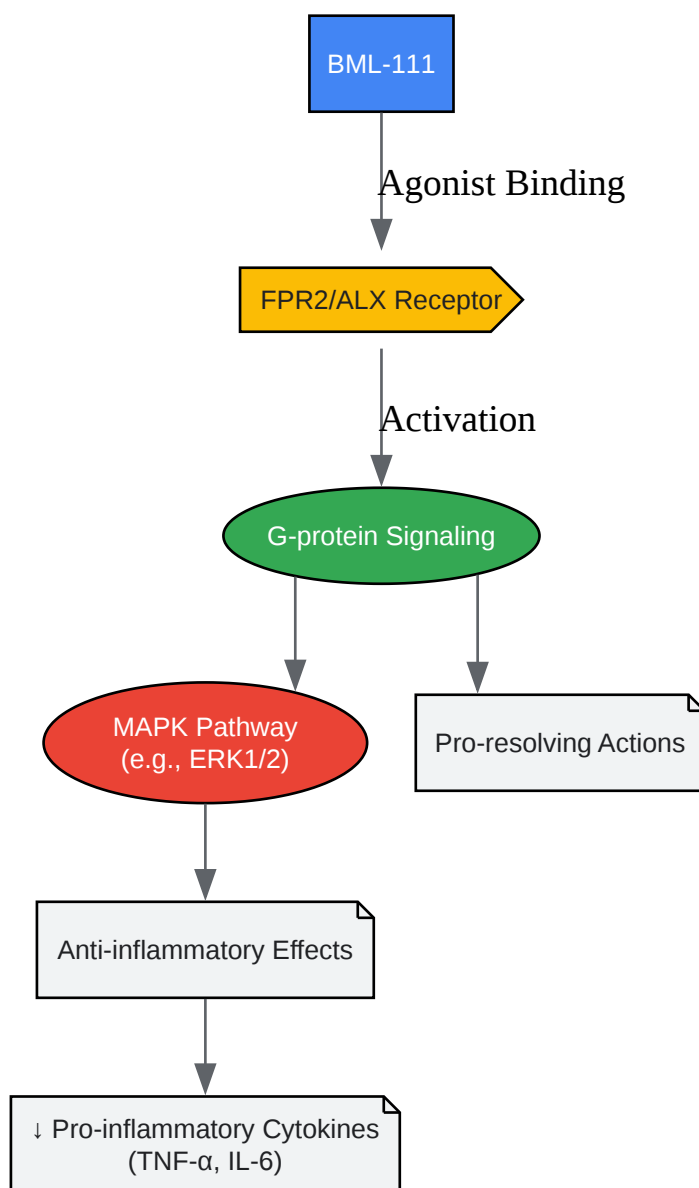 BML-111
Agonist Binding
FPR2/ALX Receptor
Activation
G-protein Signaling
MAPK Pathway
(e.g., ERK1/2)
Pro-resolving Actions
Anti-inflammatory Effects
↓ Pro-inflammatory Cytokines
(TNF-α, IL-6)